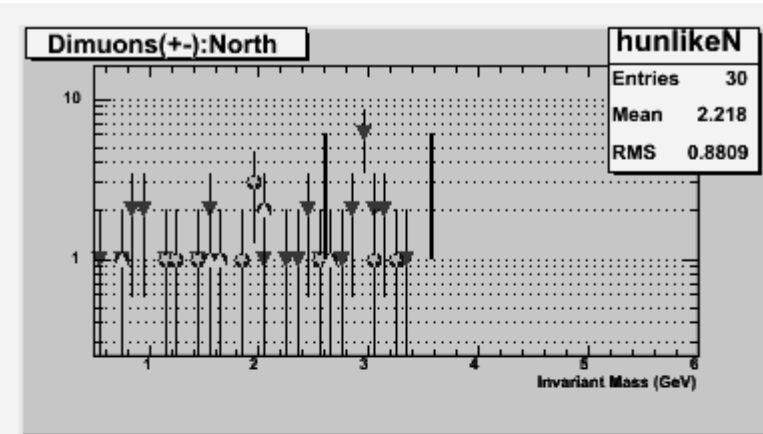 Dimuons(+-):North
hunlikeN
Entries 30
Mean 2.218
RMS 0.8809
10
1
1 2 3 4 5 6
Invariant Mass (GeV)